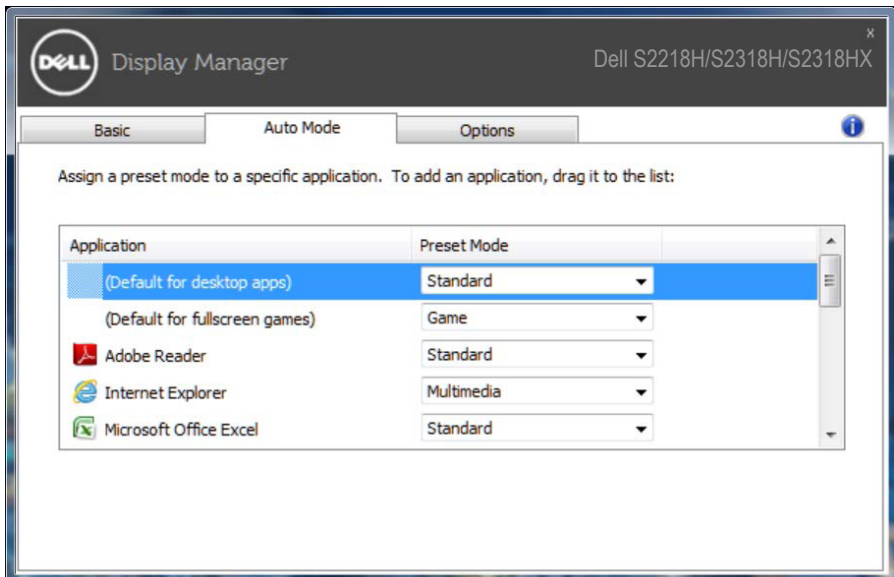 DELL Display Manager
Dell S2218H/S2318H/S2318HX
x
Basic Auto Mode Options
Assign a preset mode to a specific application. To add an application, drag it to the list:
Application Preset Mode
(Default for desktop apps) Standard
(Default for fullscreen games) Game
Adobe Reader Standard
Internet Explorer Multimedia
Microsoft Office Excel Standard